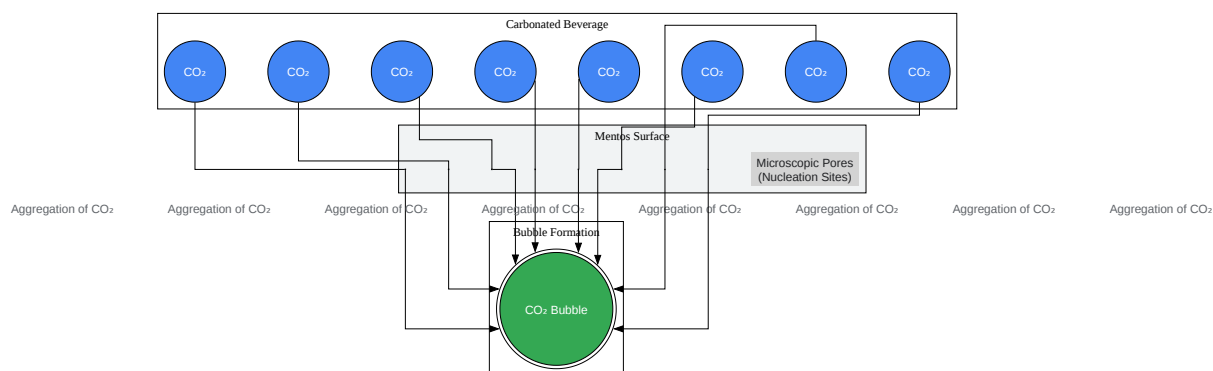 Carbonated Beverage
CO₂ CO₂ CO₂ CO₂ CO₂ CO₂ CO₂ CO₂
Mentos Surface
Microscopic Pores
(Nucleation Sites)
Aggregation of CO₂ Aggregation of CO₂ Aggregation of CO₂ Aggregation of CO₂ Aggregation of CO₂ Aggregation of CO₂ Aggregation of CO₂ Aggregation of CO₂
Bubble Formation
CO₂ Bubble